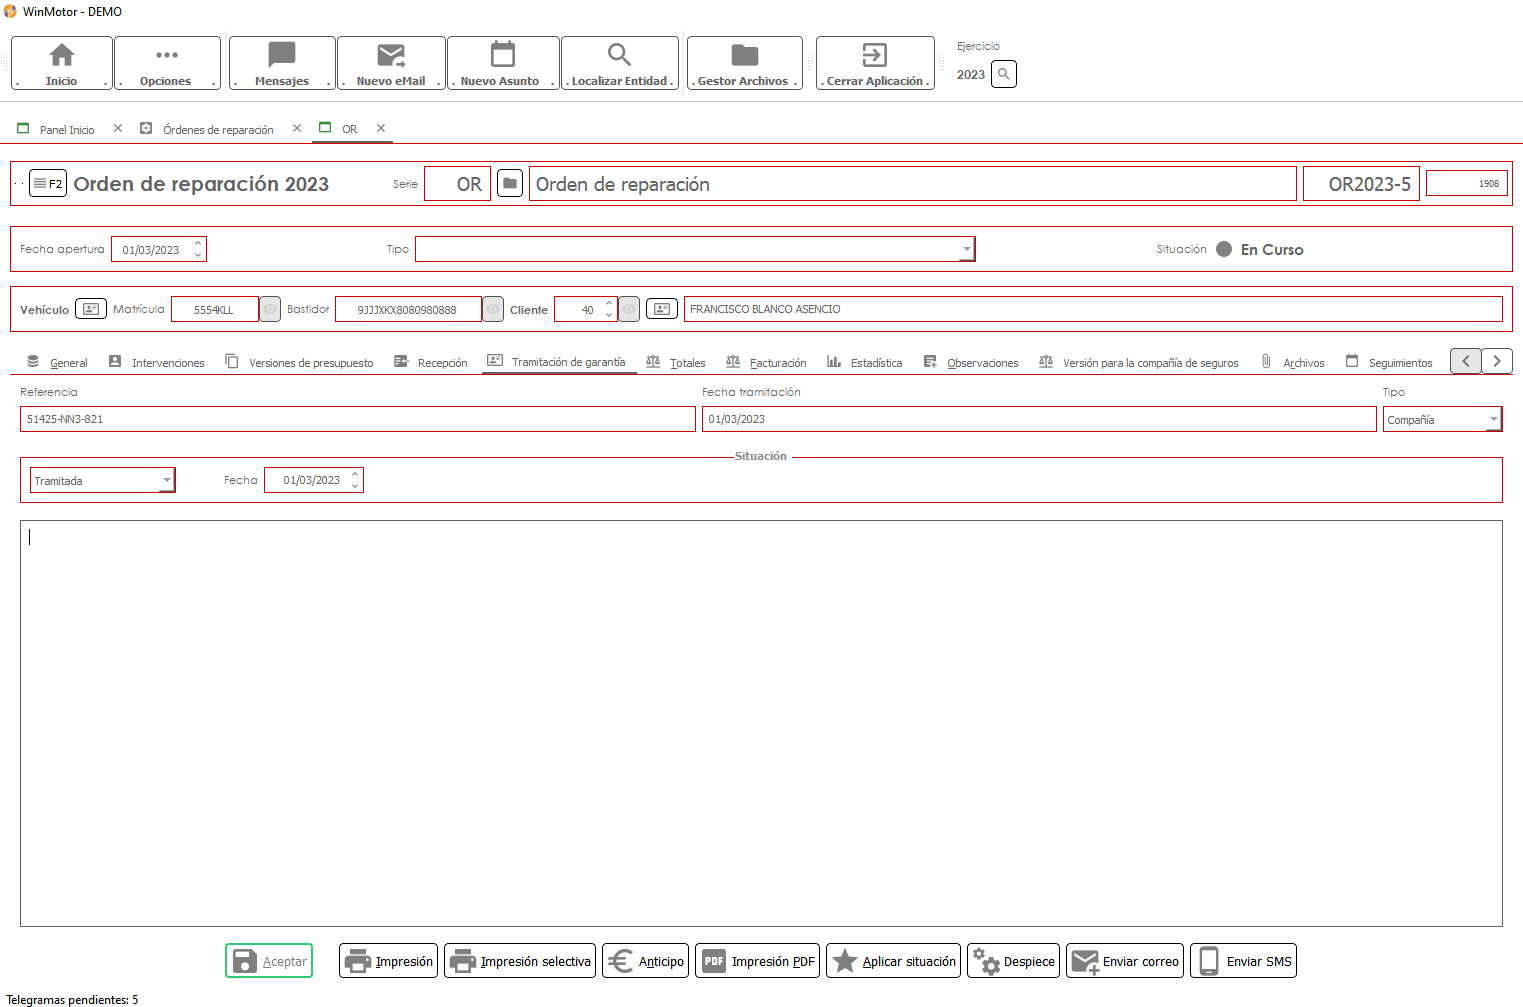 WinMotor - DEMO
Inicio
Opciones
Mensajes
Nuevo eMail
Nuevo Asunto
Localizar Entidad
Gestor Archivos
Cerrar Aplicación
Ejercicio
2023
Panel Inicio
Órdenes de reparación
OR
F2
Orden de reparación 2023
Serie
OR
Orden de reparación
OR2023-5
1908
Fecha apertura
01/03/2023
Tipo
Situación
En Curso
Vehículo
Matrícula
5554KLL
Bastidor
9JJJXKX8080980888
Cliente
40
FRANCISCO BLANCO ASENCIO
General
Intervenciones
Versiones de presupuesto
Recepción
Tramitación de garantía
Totales
Facturación
Estadística
Observaciones
Versión para la compañía de seguros
Archivos
Seguimientos
Referencia
Fecha tramitación
Tipo
51425-NN3-821
01/03/2023
Compañía
Situación
Tramitada
Fecha
01/03/2023
Aceptar
Impresión
Impresión selectiva
Anticipo
PDF
Impresión PDF
Aplicar situación
Despiece
Enviar correo
Enviar SMS
Telegramas pendientes: 5